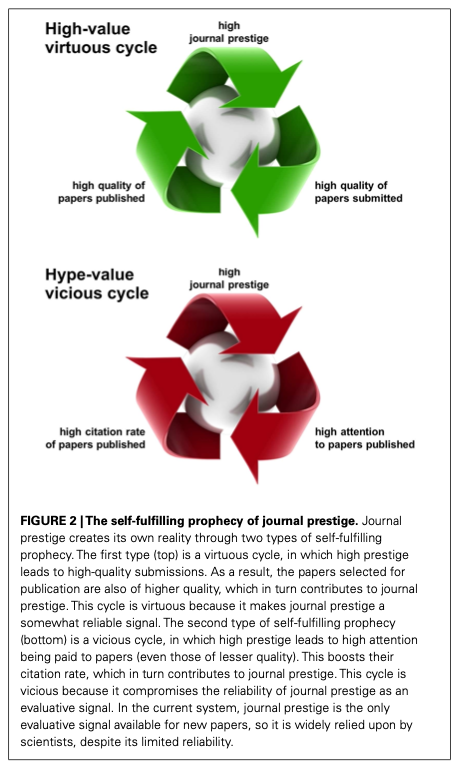 High-value
virtuous cycle
high
journal prestige
high quality of
papers published
high quality of
papers submitted
Hype-value
vicious cycle
high
journal prestige
high citation rate
of papers published
high attention
to papers published
FIGURE 2 | The self-fulfilling prophecy of journal prestige. Journal
prestige creates its own reality through two types of self-fulfilling
prophecy. The first type (top) is a virtuous cycle, in which high prestige
leads to high-quality submissions. As a result, the papers selected for
publication are also of higher quality, which in turn contributes to journal
prestige. This cycle is virtuous because it makes journal prestige a
somewhat reliable signal. The second type of self-fulfilling prophecy
(bottom) is a vicious cycle, in which high prestige leads to high attention
being paid to papers (even those of lesser quality). This boosts their
citation rate, which in turn contributes to journal prestige. This cycle is
vicious because it compromises the reliability of journal prestige as an
evaluative signal. In the current system, journal prestige is the only
evaluative signal available for new papers, so it is widely relied upon by
scientists, despite its limited reliability.